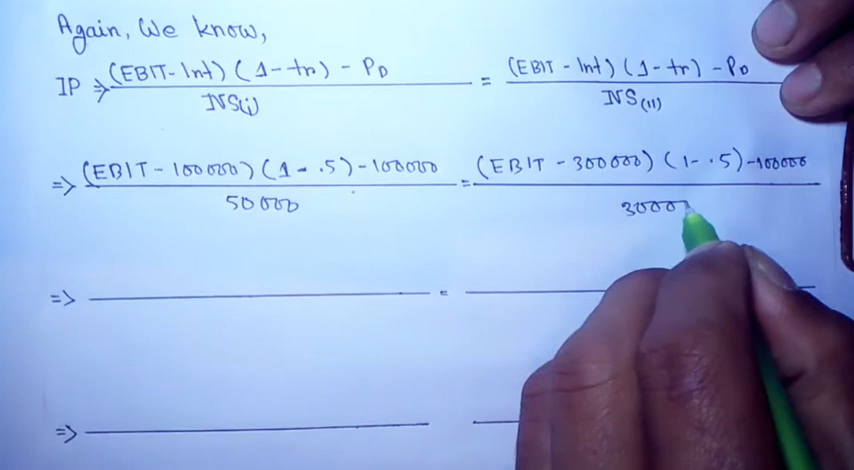 Again, We know,
IP ⇒ (EBIT - Int) (1 - tr) - PD / NS(i) = (EBIT - Int) (1 - tr) - PD / NS(II)
=> (EBIT - 100000) (1 - .5) - 100000 / 50000 = (EBIT - 300000) (1 - .5) - 100000 / 3000
=> =
=>